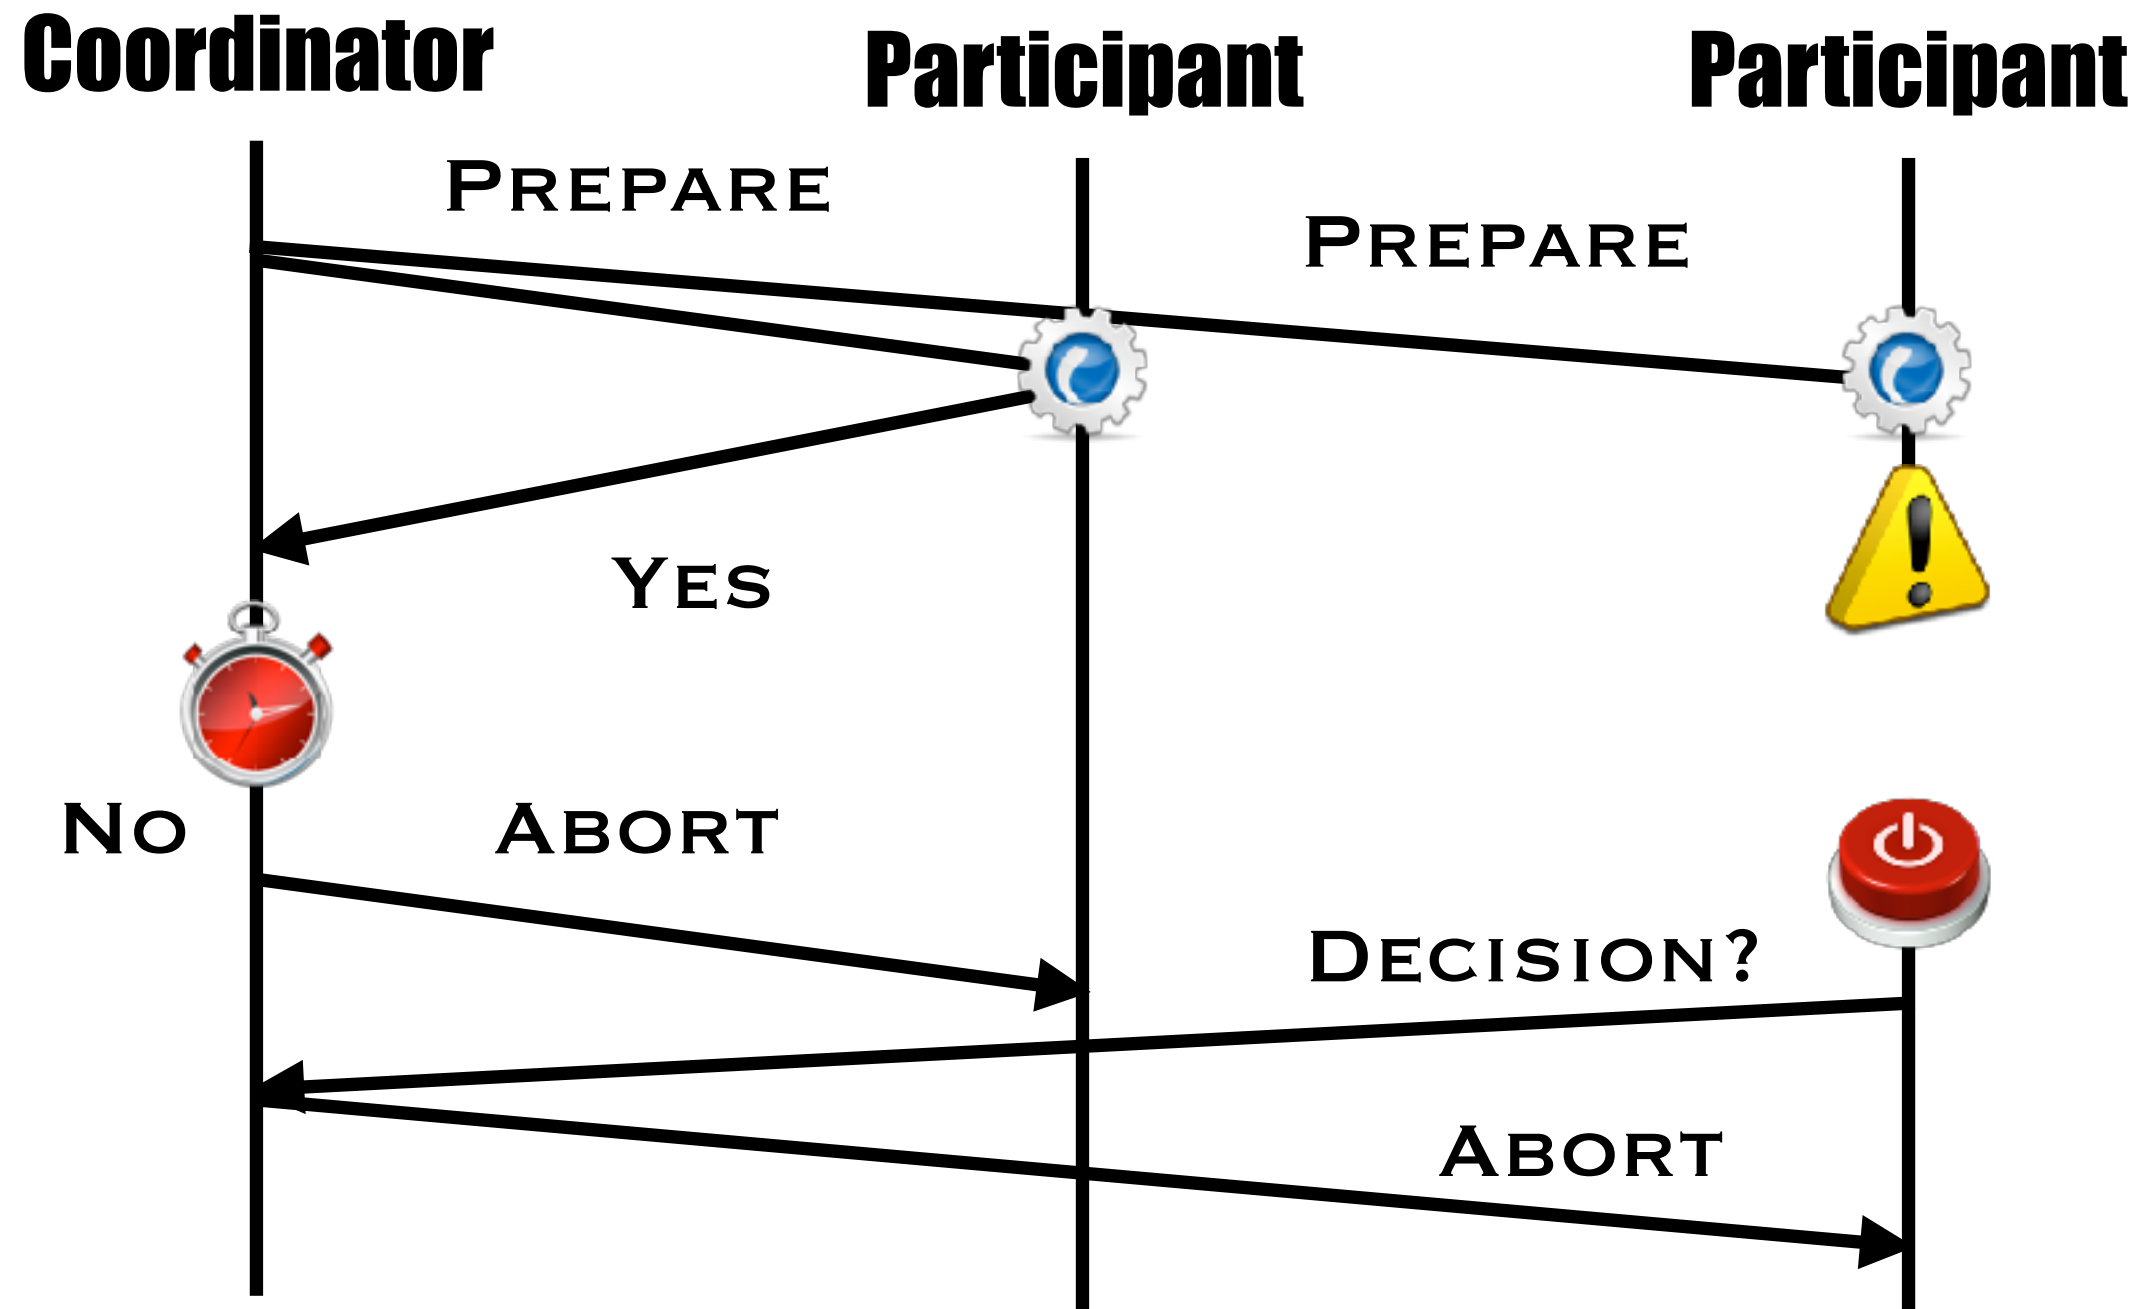 Coordinator
Participant
Participant
PREPARE
PREPARE
YES
NO
ABORT
DECISION?
ABORT